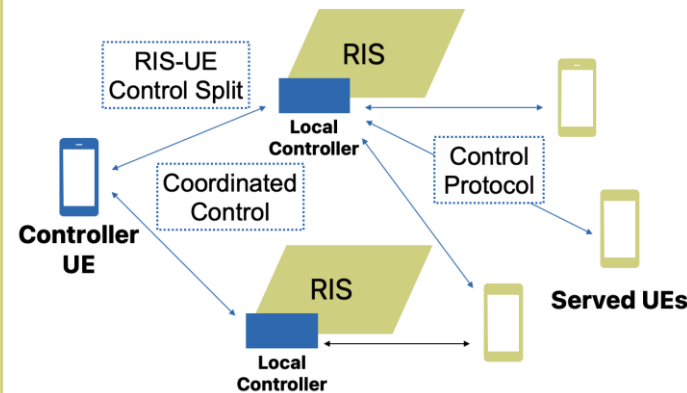 RIS
RIS-UE
Control Split
Local
Controller
Control
Protocol
Coordinated
Control
Controller
UE
RIS
Served UEs
Local
Controller